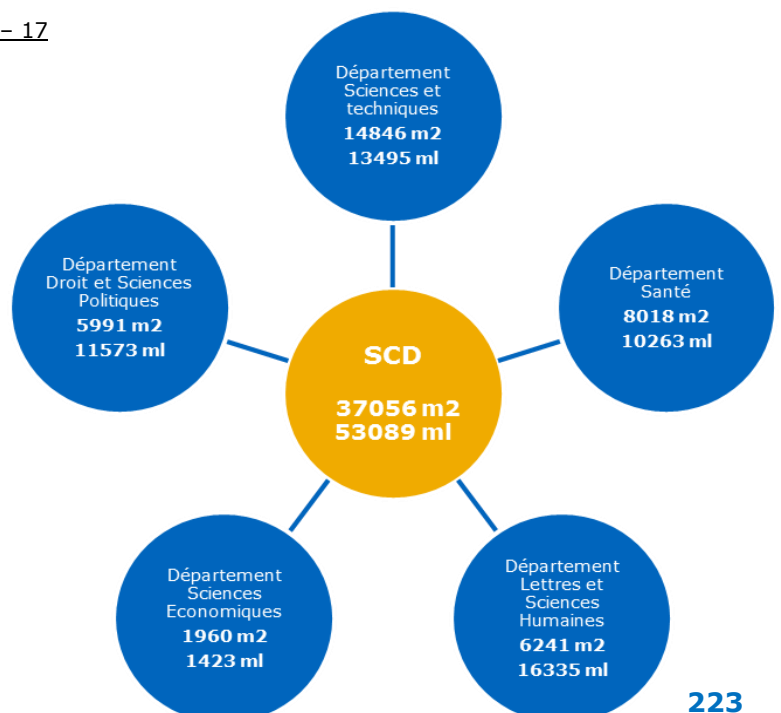 – 17
Département
Sciences et
techniques
14846 m2
13495 ml
Département
Droit et Sciences
Politiques
5991 m2
11573 ml
Département
Santé
8018 m2
10263 ml
SCD
37056 m2
53089 ml
Département
Sciences
Economiques
1960 m2
1423 ml
Département
Lettres et
Sciences
Humaines
6241 m2
16335 ml
223